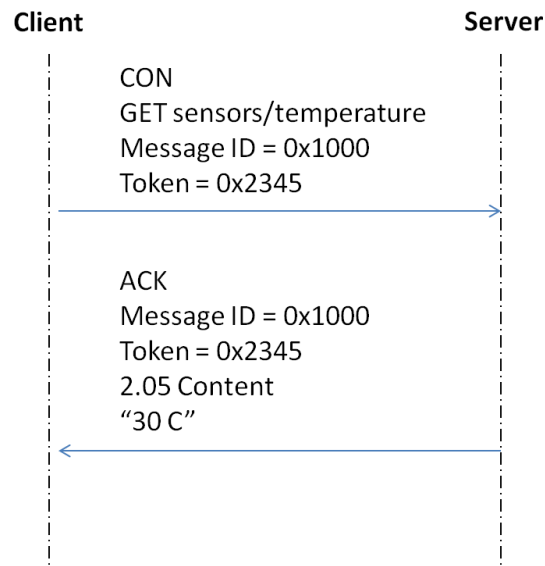 Client Server
CON
GET sensors/temperature
Message ID = 0x1000
Token = 0x2345
ACK
Message ID = 0x1000
Token = 0x2345
2.05 Content
“30 C”